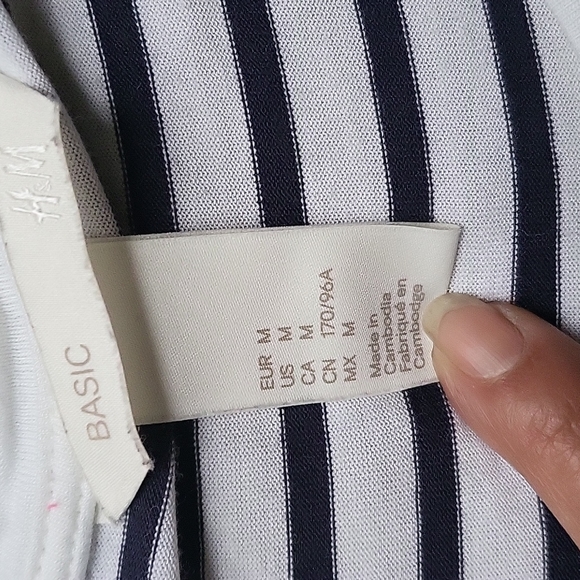 H&M
BASIC
EUR M
US M
CA M
CN 170/96A
MX M
Made in
Cambodia
Fabriqué en
Cambodge